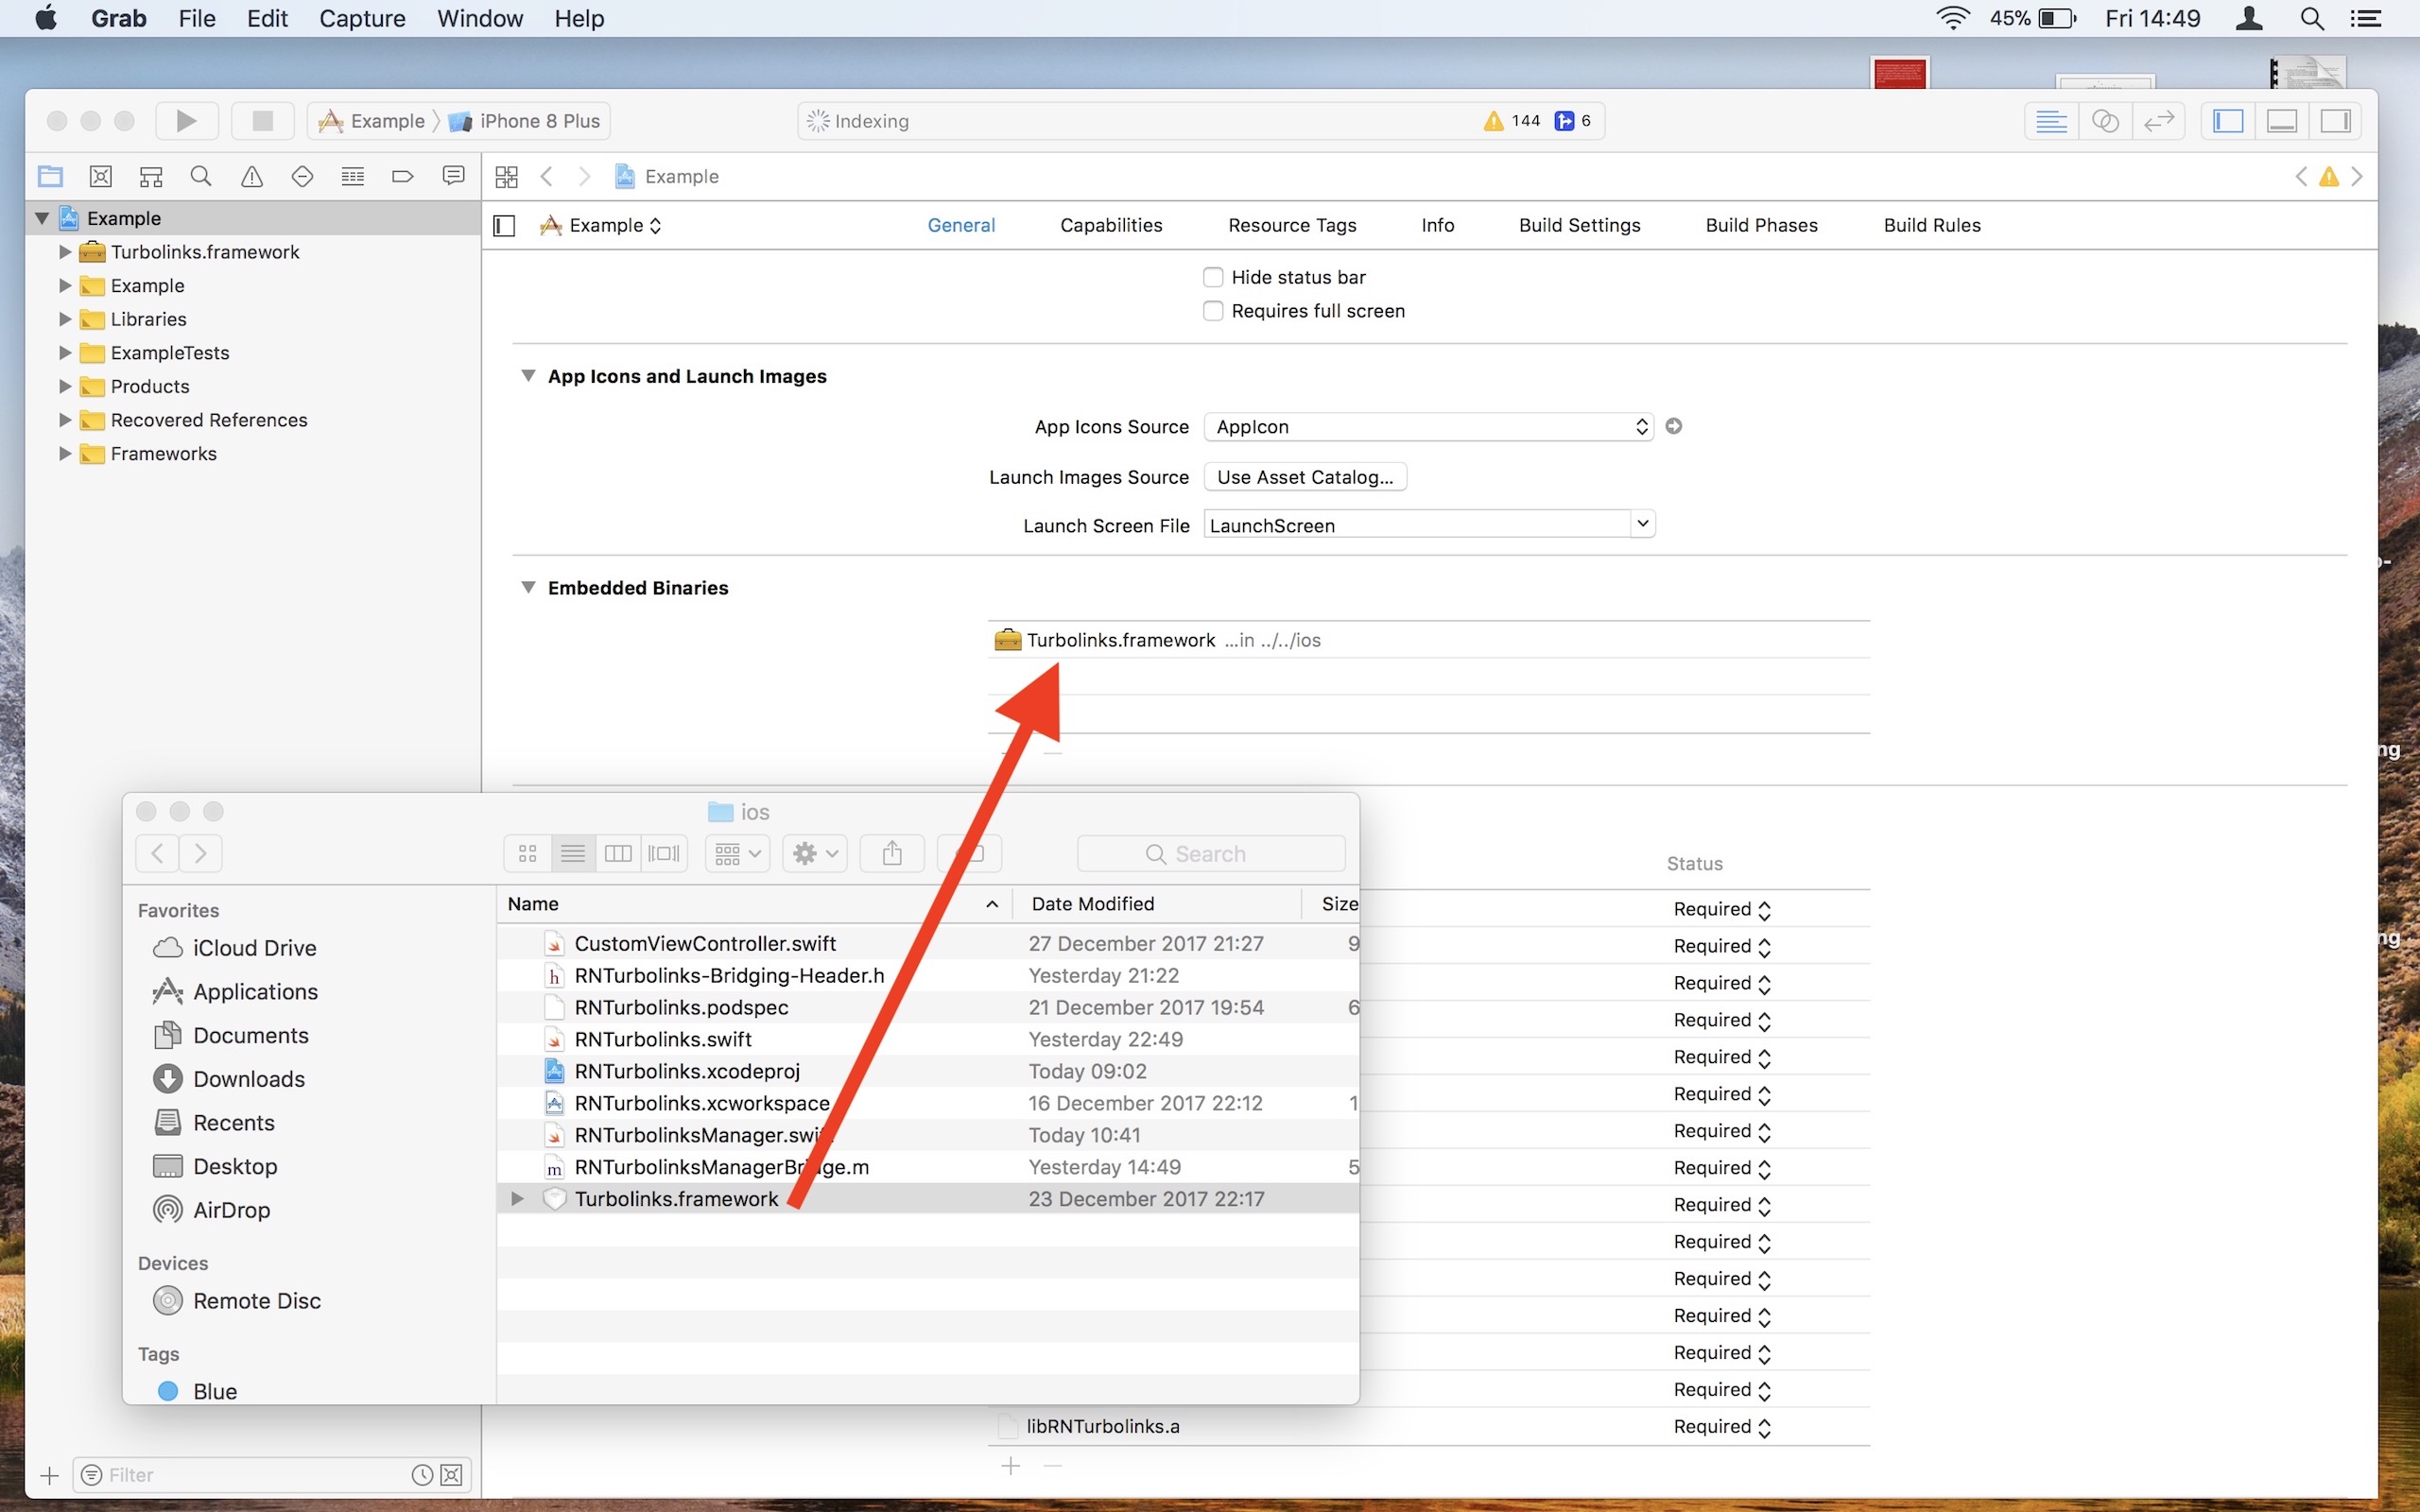 Grab File Edit Capture Window Help 45% Fri 14:49
Example iPhone 8 Plus Indexing 144 6
Example
Example
Turbolinks.framework
Example
Libraries
ExampleTests
Products
Recovered References
Frameworks
Filter
Example General Capabilities Resource Tags Info Build Settings Build Phases Build Rules
Hide status bar
Requires full screen
App Icons and Launch Images
App Icons Source AppIcon
Launch Images Source Use Asset Catalog...
Launch Screen File LaunchScreen
Embedded Binaries
Turbolinks.framework ...in ../../ios
Status
Required
Required
Required
Required
Required
Required
Required
Required
Required
Required
Required
Required
Required
Required
libRNTurbolinks.a Required
ios
Search
Favorites
iCloud Drive
Applications
Documents
Downloads
Recents
Desktop
AirDrop
Devices
Remote Disc
Tags
Blue
Name Date Modified Size
CustomViewController.swift 27 December 2017 21:27 9
RNTurbolinks-Bridging-Header.h Yesterday 21:22
RNTurbolinks.podspec 21 December 2017 19:54 6
RNTurbolinks.swift Yesterday 22:49
RNTurbolinks.xcodeproj Today 09:02
RNTurbolinks.xcworkspace 16 December 2017 22:12 1
RNTurbolinksManager.swift Today 10:41
RNTurbolinksManagerBridge.m Yesterday 14:49 5
Turbolinks.framework 23 December 2017 22:17
ng
ng